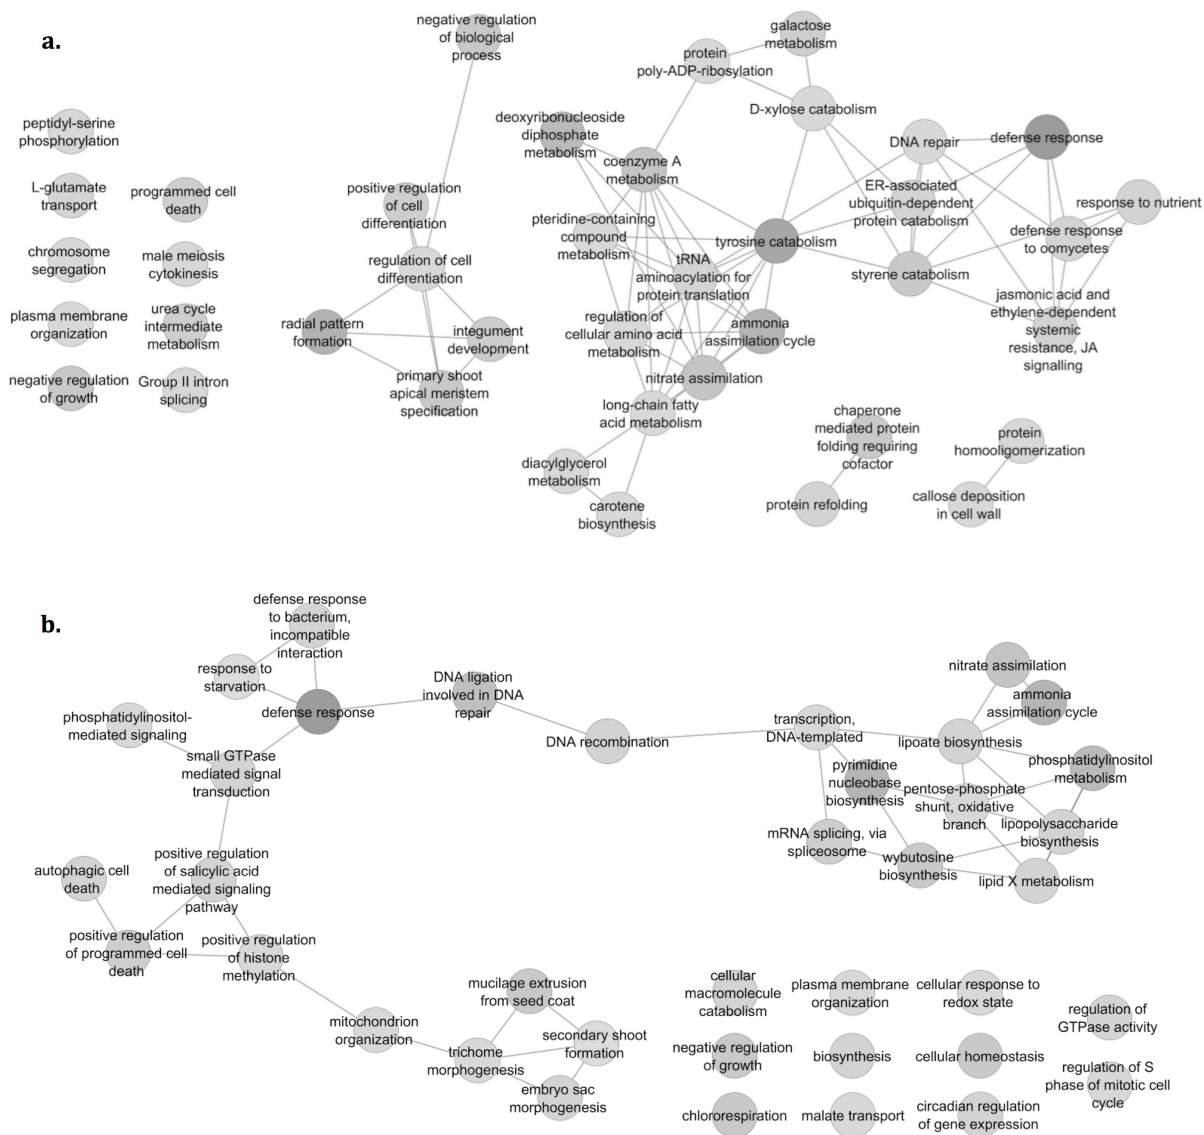 a.
negative regulation
of biological
process
peptidyl-serine
phosphorylation
L-glutamate
transport
programmed cell
death
chromosome
segregation
male meiosis
cytokinesis
plasma membrane
organization
urea cycle
intermediate
metabolism
negative regulation
of growth
Group II intron
splicing
positive regulation
of cell
differentiation
regulation of cell
differentiation
radial pattern
formation
integument
development
primary shoot
apical meristem
specification
galactose
metabolism
protein
poly-ADP-ribosylation
D-xylose catabolism
deoxyribonucleoside
diphosphate
metabolism
coenzyme A
metabolism
DNA repair
defense response
ER-associated
ubiquitin-dependent
protein catabolism
response to nutrient
pteridine-containing
compound
metabolism
tyrosine catabolism
defense response
to oomycetes
tRNA
aminoacylation for
protein translation
styrene catabolism
regulation of
cellular amino acid
metabolism
ammonia
assimilation cycle
jasmonic acid and
ethylene-dependent
systemic
resistance, JA
signalling
nitrate assimilation
long-chain fatty
acid metabolism
diacylglycerol
metabolism
carotene
biosynthesis
chaperone
mediated protein
folding requiring
cofactor
protein refolding
protein
homooligomerization
callose deposition
in cell wall
b.
defense response
to bacterium,
incompatible
interaction
response to
starvation
defense response
DNA ligation
involved in DNA
repair
phosphatidylinositol-
mediated signaling
small GTPase
mediated signal
transduction
DNA recombination
transcription,
DNA-templated
nitrate assimilation
ammonia
assimilation cycle
lipoate biosynthesis
phosphatidylinositol
metabolism
pyrimidine
nucleobase
biosynthesis
pentose-phosphate
shunt, oxidative
branch
lipopolysaccharide
biosynthesis
mRNA splicing, via
spliceosome
wybutosine
biosynthesis
lipid X metabolism
autophagic cell
death
positive regulation
of salicylic acid
mediated signaling
pathway
positive regulation
of programmed cell
death
positive regulation
of histone
methylation
mitochondrion
organization
mucilage extrusion
from seed coat
trichome
morphogenesis
secondary shoot
formation
embryo sac
morphogenesis
cellular
macromolecule
catabolism
plasma membrane
organization
cellular response to
redox state
regulation of
GTPase activity
negative regulation
of growth
biosynthesis
cellular homeostasis
regulation of S
phase of mitotic cell
cycle
chlororespiration
malate transport
circadian regulation
of gene expression